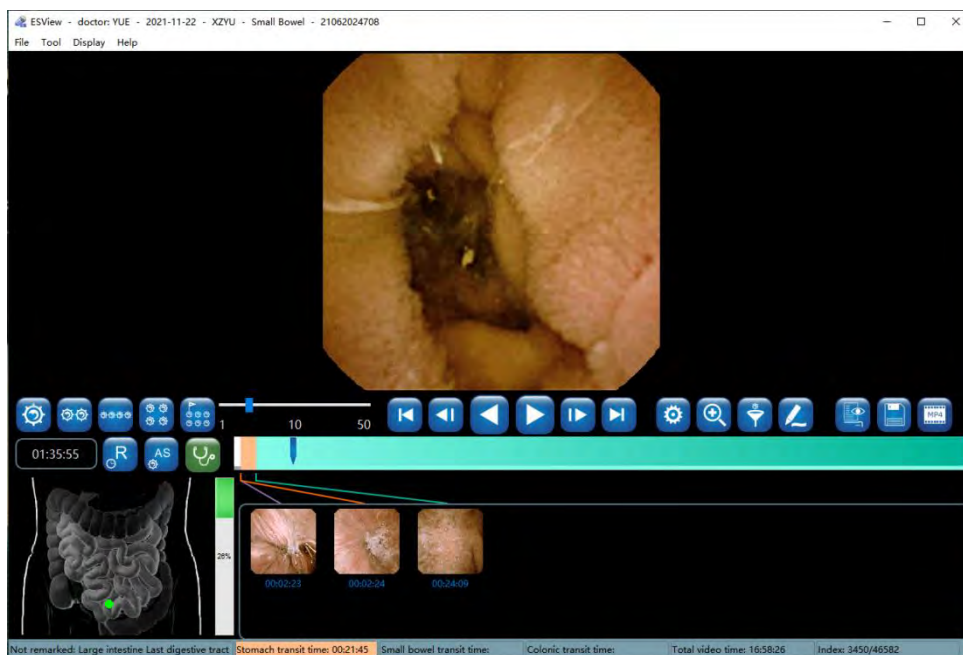 ESView - doctor: YUE - 2021-11-22 - XZYU - Small Bowel - 21062024708
File Tool Display Help
1 10 50
MP4
01:35:55 R AS
26%
00:02:23 00:02:24 00:24:09
Not remarked: Large intestine Last digestive tract Stomach transit time: 00:21:45 Small bowel transit time: Colonic transit time: Total video time: 16:58:26 Index: 3450/46582